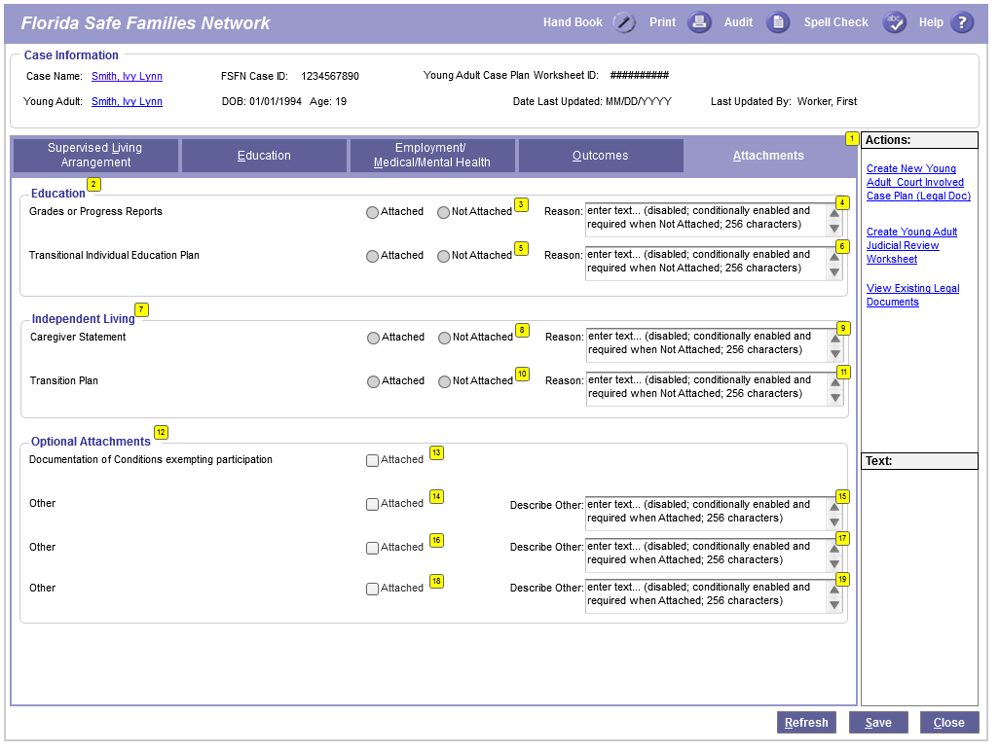 Florida Safe Families Network
Hand Book Print Audit Spell Check Help ?
abc
Case Information
Case Name: Smith, Ivy Lynn FSFN Case ID: 1234567890 Young Adult Case Plan Worksheet ID: ##########
Young Adult: Smith, Ivy Lynn DOB: 01/01/1994 Age: 19 Date Last Updated: MM/DD/YYYY Last Updated By: Worker, First
Supervised Living
Arrangement
Education
Employment/
Medical/Mental Health
Outcomes
Attachments
1
2
Education
Grades or Progress Reports Attached Not Attached 3 Reason: enter text... (disabled; conditionally enabled and 4
required when Not Attached; 256 characters)
Transitional Individual Education Plan Attached Not Attached 5 Reason: enter text... (disabled; conditionally enabled and 6
required when Not Attached; 256 characters)
7
Independent Living
Caregiver Statement Attached Not Attached 8 Reason: enter text... (disabled; conditionally enabled and 9
required when Not Attached; 256 characters)
Transition Plan Attached Not Attached 10 Reason: enter text... (disabled; conditionally enabled and 11
required when Not Attached; 256 characters)
12
Optional Attachments
Documentation of Conditions exempting participation Attached 13
Other Attached 14 Describe Other: enter text... (disabled; conditionally enabled and 15
required when Attached; 256 characters)
Other Attached 16 Describe Other: enter text... (disabled; conditionally enabled and 17
required when Attached; 256 characters)
Other Attached 18 Describe Other: enter text... (disabled; conditionally enabled and 19
required when Attached; 256 characters)
Actions:
Create New Young
Adult Court Involved
Case Plan (Legal Doc)
Create Young Adult
Judicial Review
Worksheet
View Existing Legal
Documents
Text:
Refresh Save Close